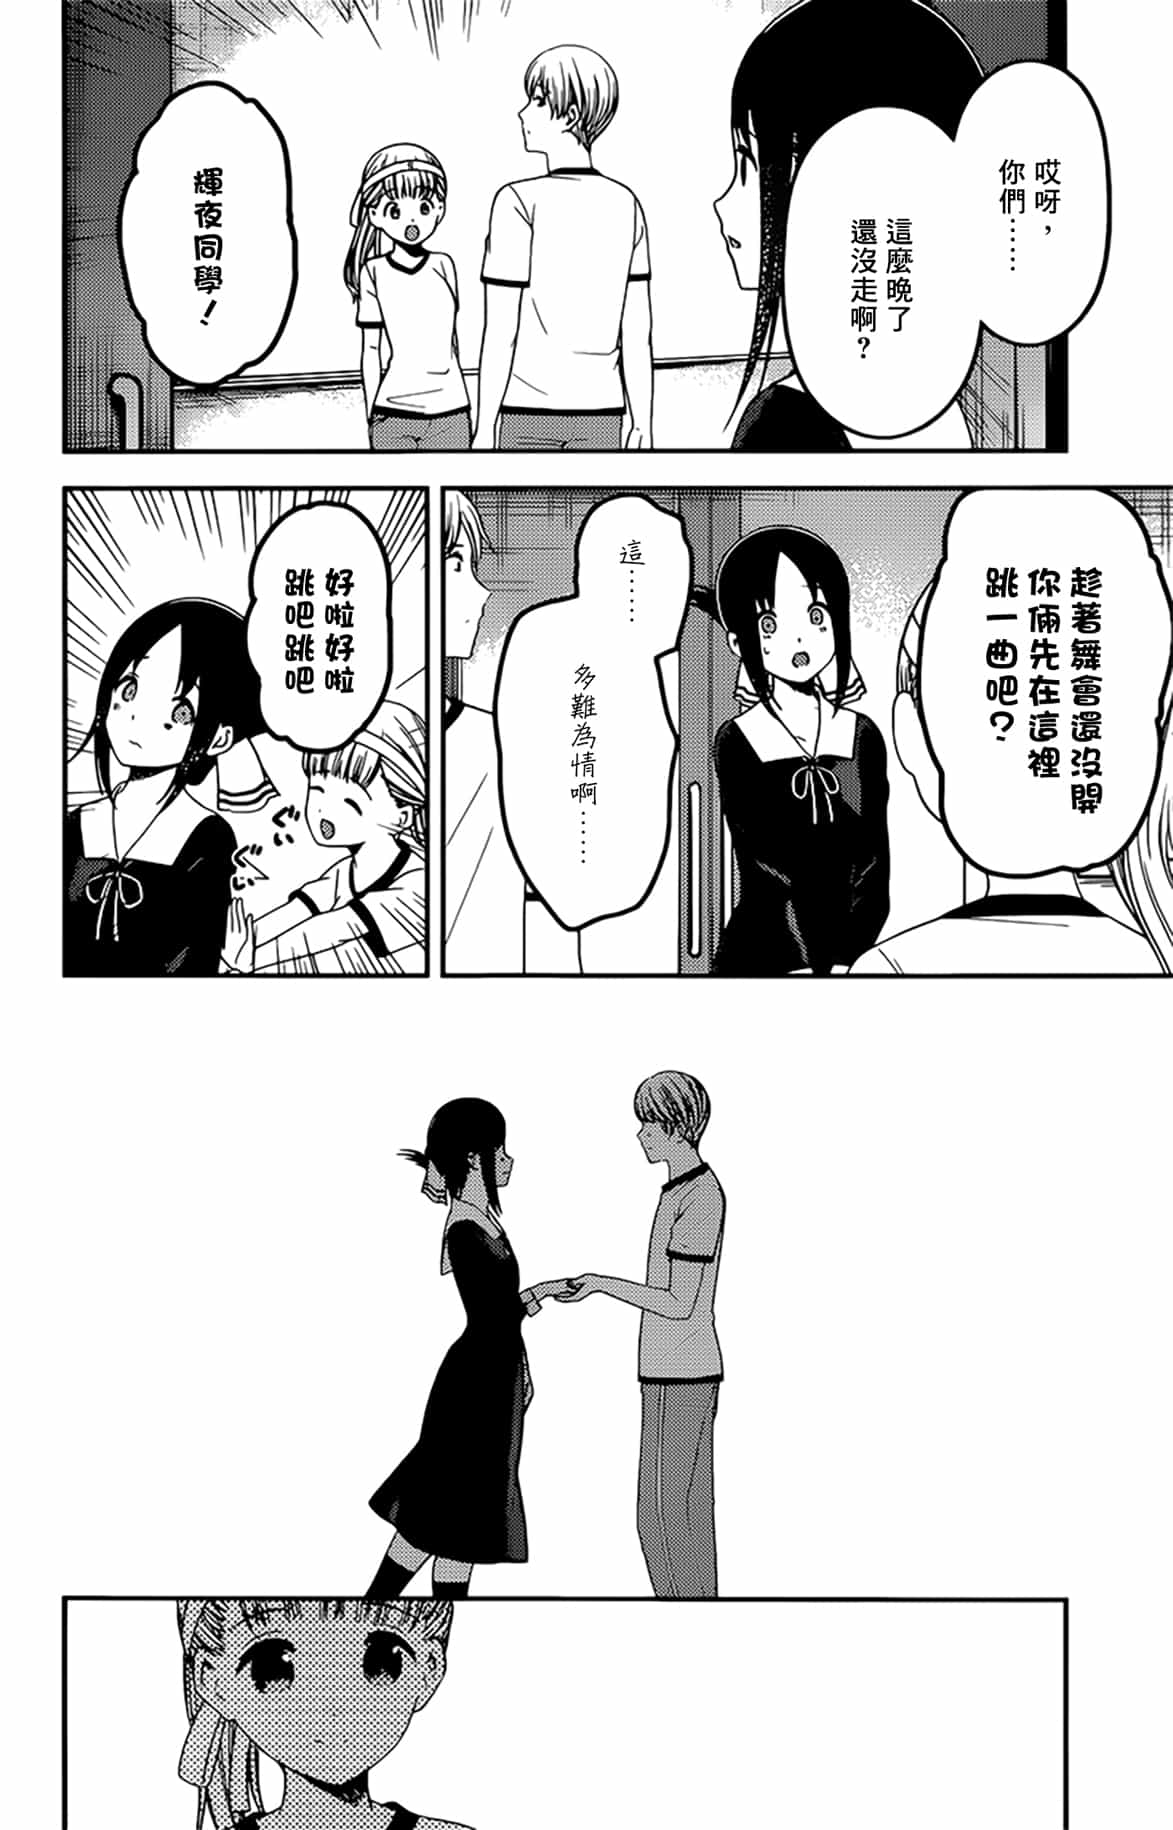 哎呀，
你們……
這麼晚了
還沒走啊？
輝夜同學！
趁著舞會還沒開
你倆先在這裡
跳一曲吧？
這……
多難為情啊……
好啦好啦
跳吧跳吧
ぐいぐい